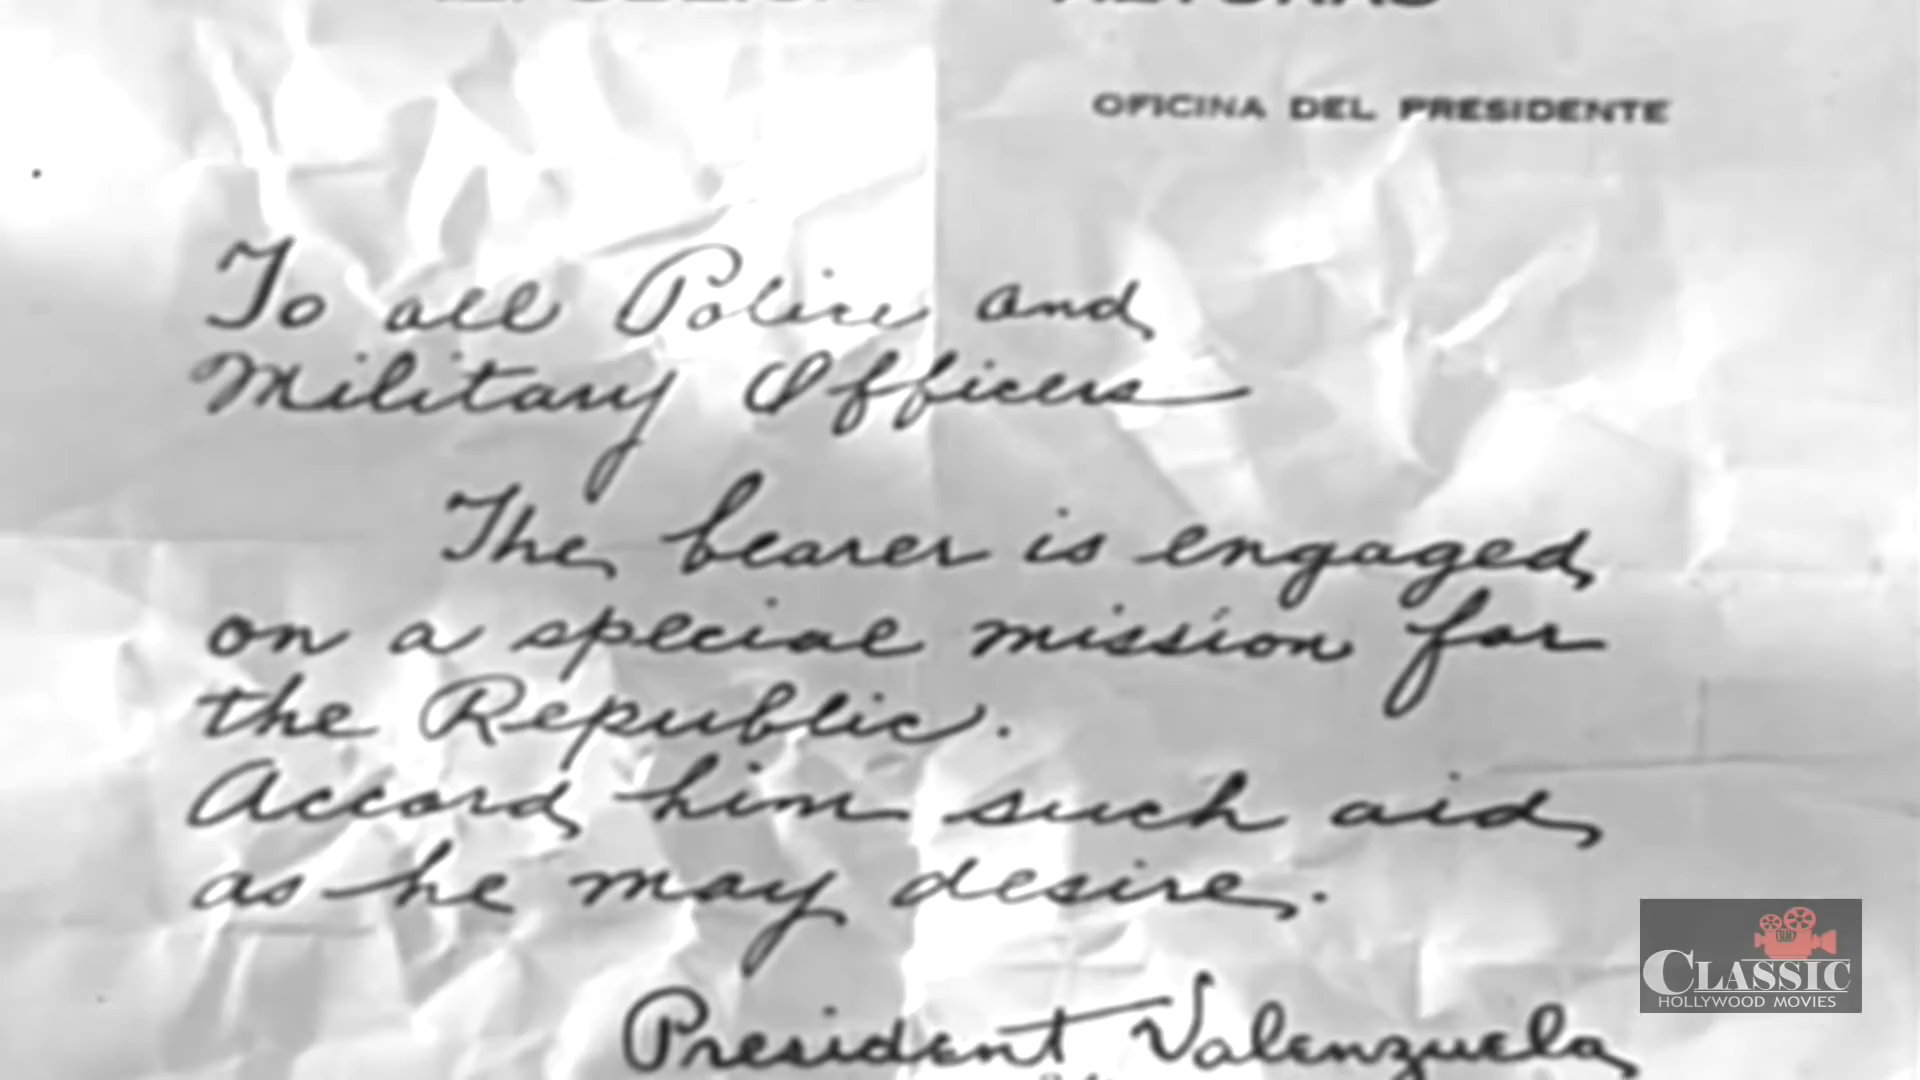 OFICINA DEL PRESIDENTE
To all Police and
Military Officers
The bearer is engaged
on a special mission for
the Republic.
Accord him such aid
as he may desire.
President Valenzuela
CLASSIC
HOLLYWOOD MOVIES